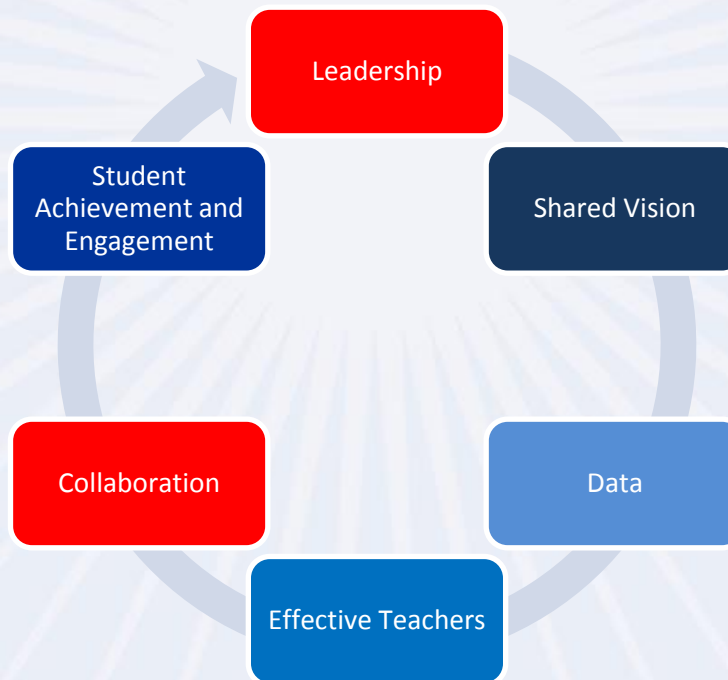 Leadership
Shared Vision
Data
Effective Teachers
Collaboration
Student
Achievement and
Engagement